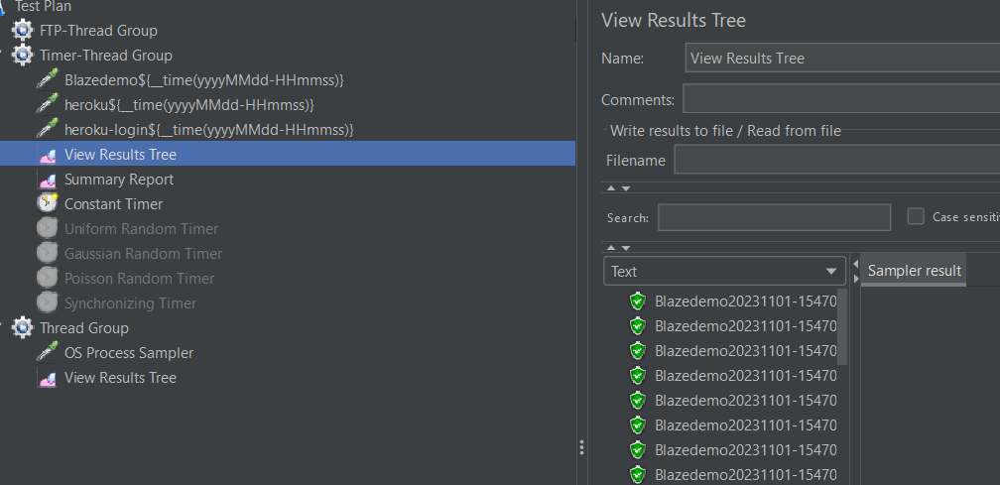 Test Plan
FTP-Thread Group
Timer-Thread Group
Blazedemo${__time(yyyyMMdd-HHmmss)}
heroku${__time(yyyyMMdd-HHmmss)}
heroku-login${__time(yyyyMMdd-HHmmss)}
View Results Tree
Summary Report
Constant Timer
Uniform Random Timer
Gaussian Random Timer
Poisson Random Timer
Synchronizing Timer
Thread Group
OS Process Sampler
View Results Tree
View Results Tree
Name: View Results Tree
Comments:
Write results to file / Read from file
Filename
Search: Case sensiti
Text
Sampler result
Blazedemo20231101-15470
Blazedemo20231101-15470
Blazedemo20231101-15470
Blazedemo20231101-15470
Blazedemo20231101-15470
Blazedemo20231101-15470
Blazedemo20231101-15470
Blazedemo20231101-15470